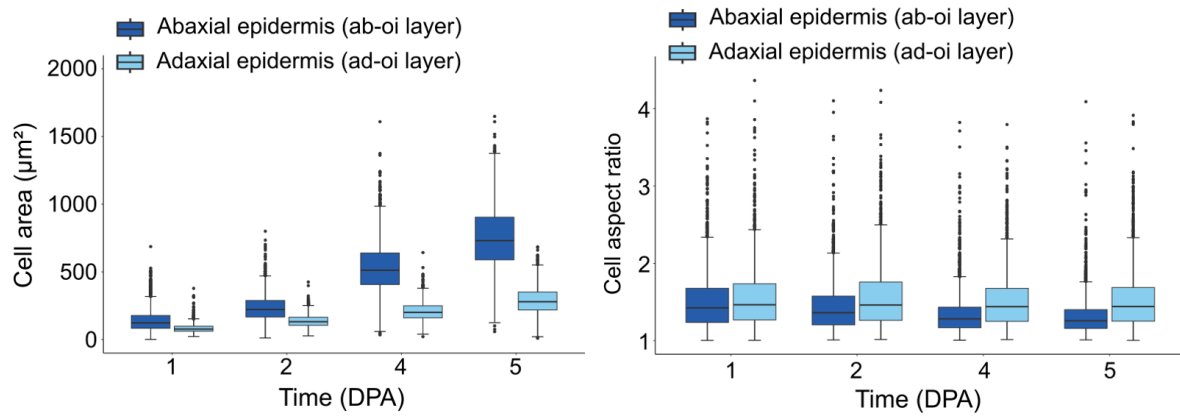 Abaxial epidermis (ab-oi layer)
Adaxial epidermis (ad-oi layer)
Cell area (µm²)
2000
1500
1000
500
0
1 2 4 5
Time (DPA)
Abaxial epidermis (ab-oi layer)
Adaxial epidermis (ad-oi layer)
Cell aspect ratio
4
3
2
1
1 2 4 5
Time (DPA)